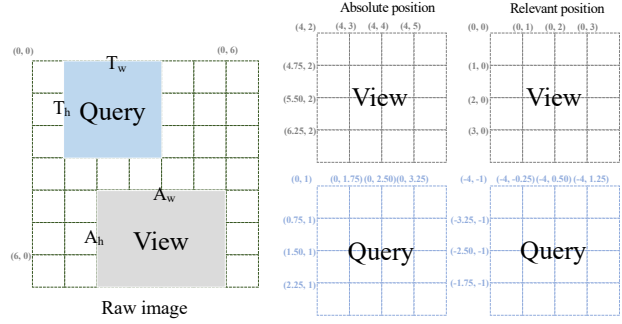 Absolute position
Relevant position
(4, 2)
(4, 3) (4, 4) (4, 5)
(0, 0)
(0, 1) (0, 2) (0, 3)
(0, 0)
(0, 6)
Tw
Th
Query
(4.75, 2)
(5.50, 2)
(6.25, 2)
View
(1, 0)
(2, 0)
(3, 0)
View
Aw
Ah
View
(6, 0)
Raw image
(0, 1)
(0, 1.75) (0, 2.50) (0, 3.25)
(0.75, 1)
(1.50, 1)
(2.25, 1)
Query
(-4, -1)
(-4, -0.25) (-4, 0.50) (-4, 1.25)
(-3.25, -1)
(-2.50, -1)
(-1.75, -1)
Query